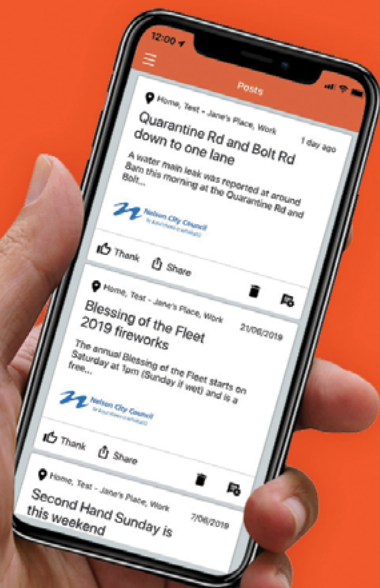 12:00
Posts
Home, Test - Jane's Place, Work
1 day ago
Quarantine Rd and Bolt Rd
down to one lane
A water main leak was reported at around
8am this morning at the Quarantine Rd and
Bolt...
Nelson City Council
Thank
Share
Home, Test - Jane's Place, Work
21/06/2019
Blessing of the Fleet
2019 fireworks
The annual Blessing of the Fleet starts on
Saturday at 1pm (Sunday if wet) and is a
free...
Nelson City Council
Thank
Share
Home, Test - Jane's Place, Work
7/06/2019
Second Hand Sunday is
this weekend